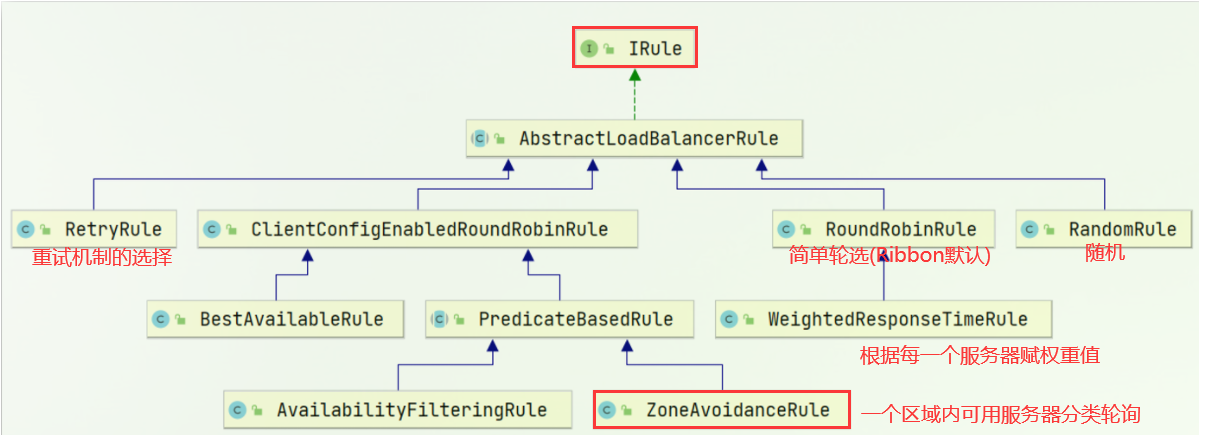 IRule
AbstractLoadBalancerRule
RetryRule
ClientConfigEnabledRoundRobinRule
RoundRobinRule
RandomRule
重试机制的选择
简单轮选(Ribbon默认)
随机
BestAvailableRule
PredicateBasedRule
WeightedResponseTimeRule
根据每一个服务器赋权重值
AvailabilityFilteringRule
ZoneAvoidanceRule
一个区域内可用服务器分类轮询